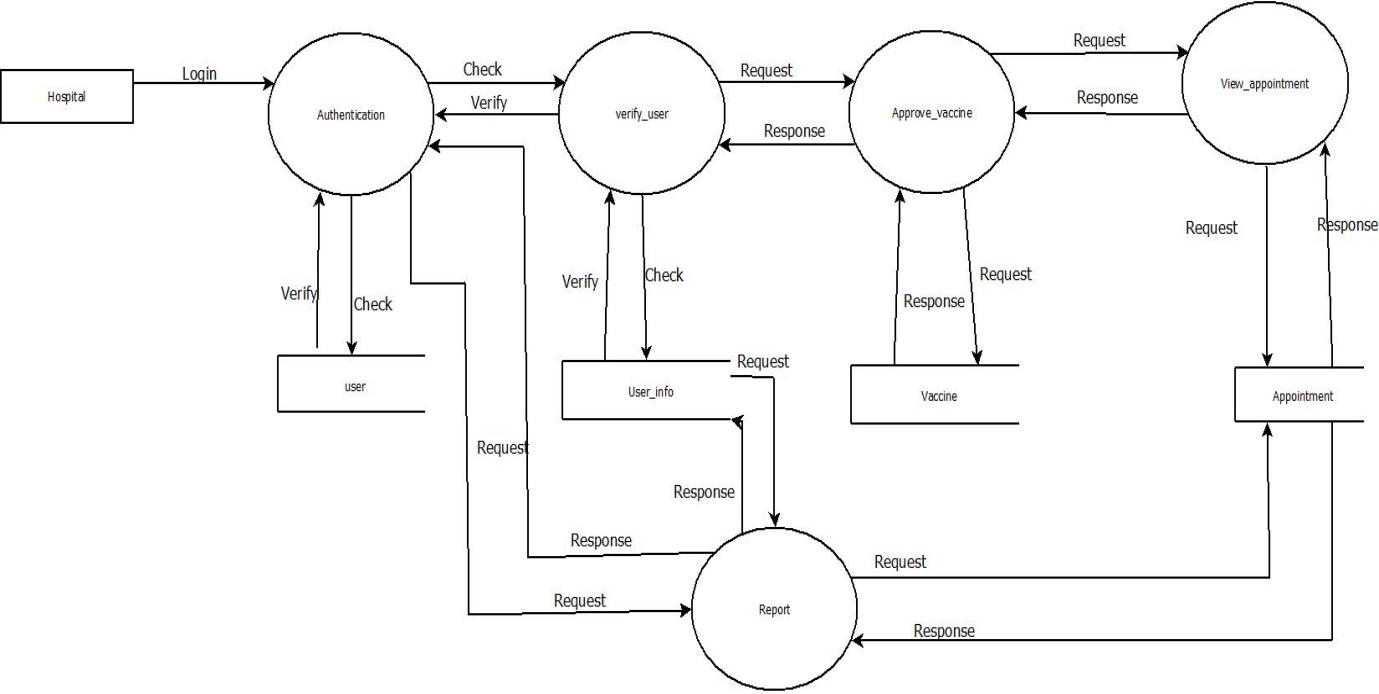 Request
Login
Check
Request
View_appointment
Hospital
Verify
Response
Authentication
verify_user
Approve_vaccine
Response
Request
Response
Verify
Check
Verify
Check
Response
Request
user
User_info
Request
Vaccine
Appointment
Request
Response
Response
Request
Request
Report
Response